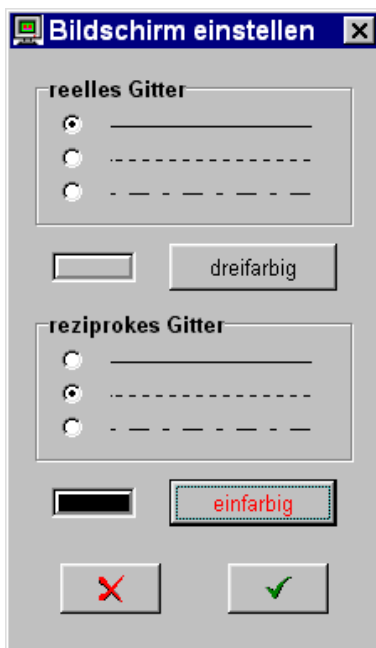 Bildschirm einstellen
reelles Gitter
dreifarbig
reziprokes Gitter
einfarbig